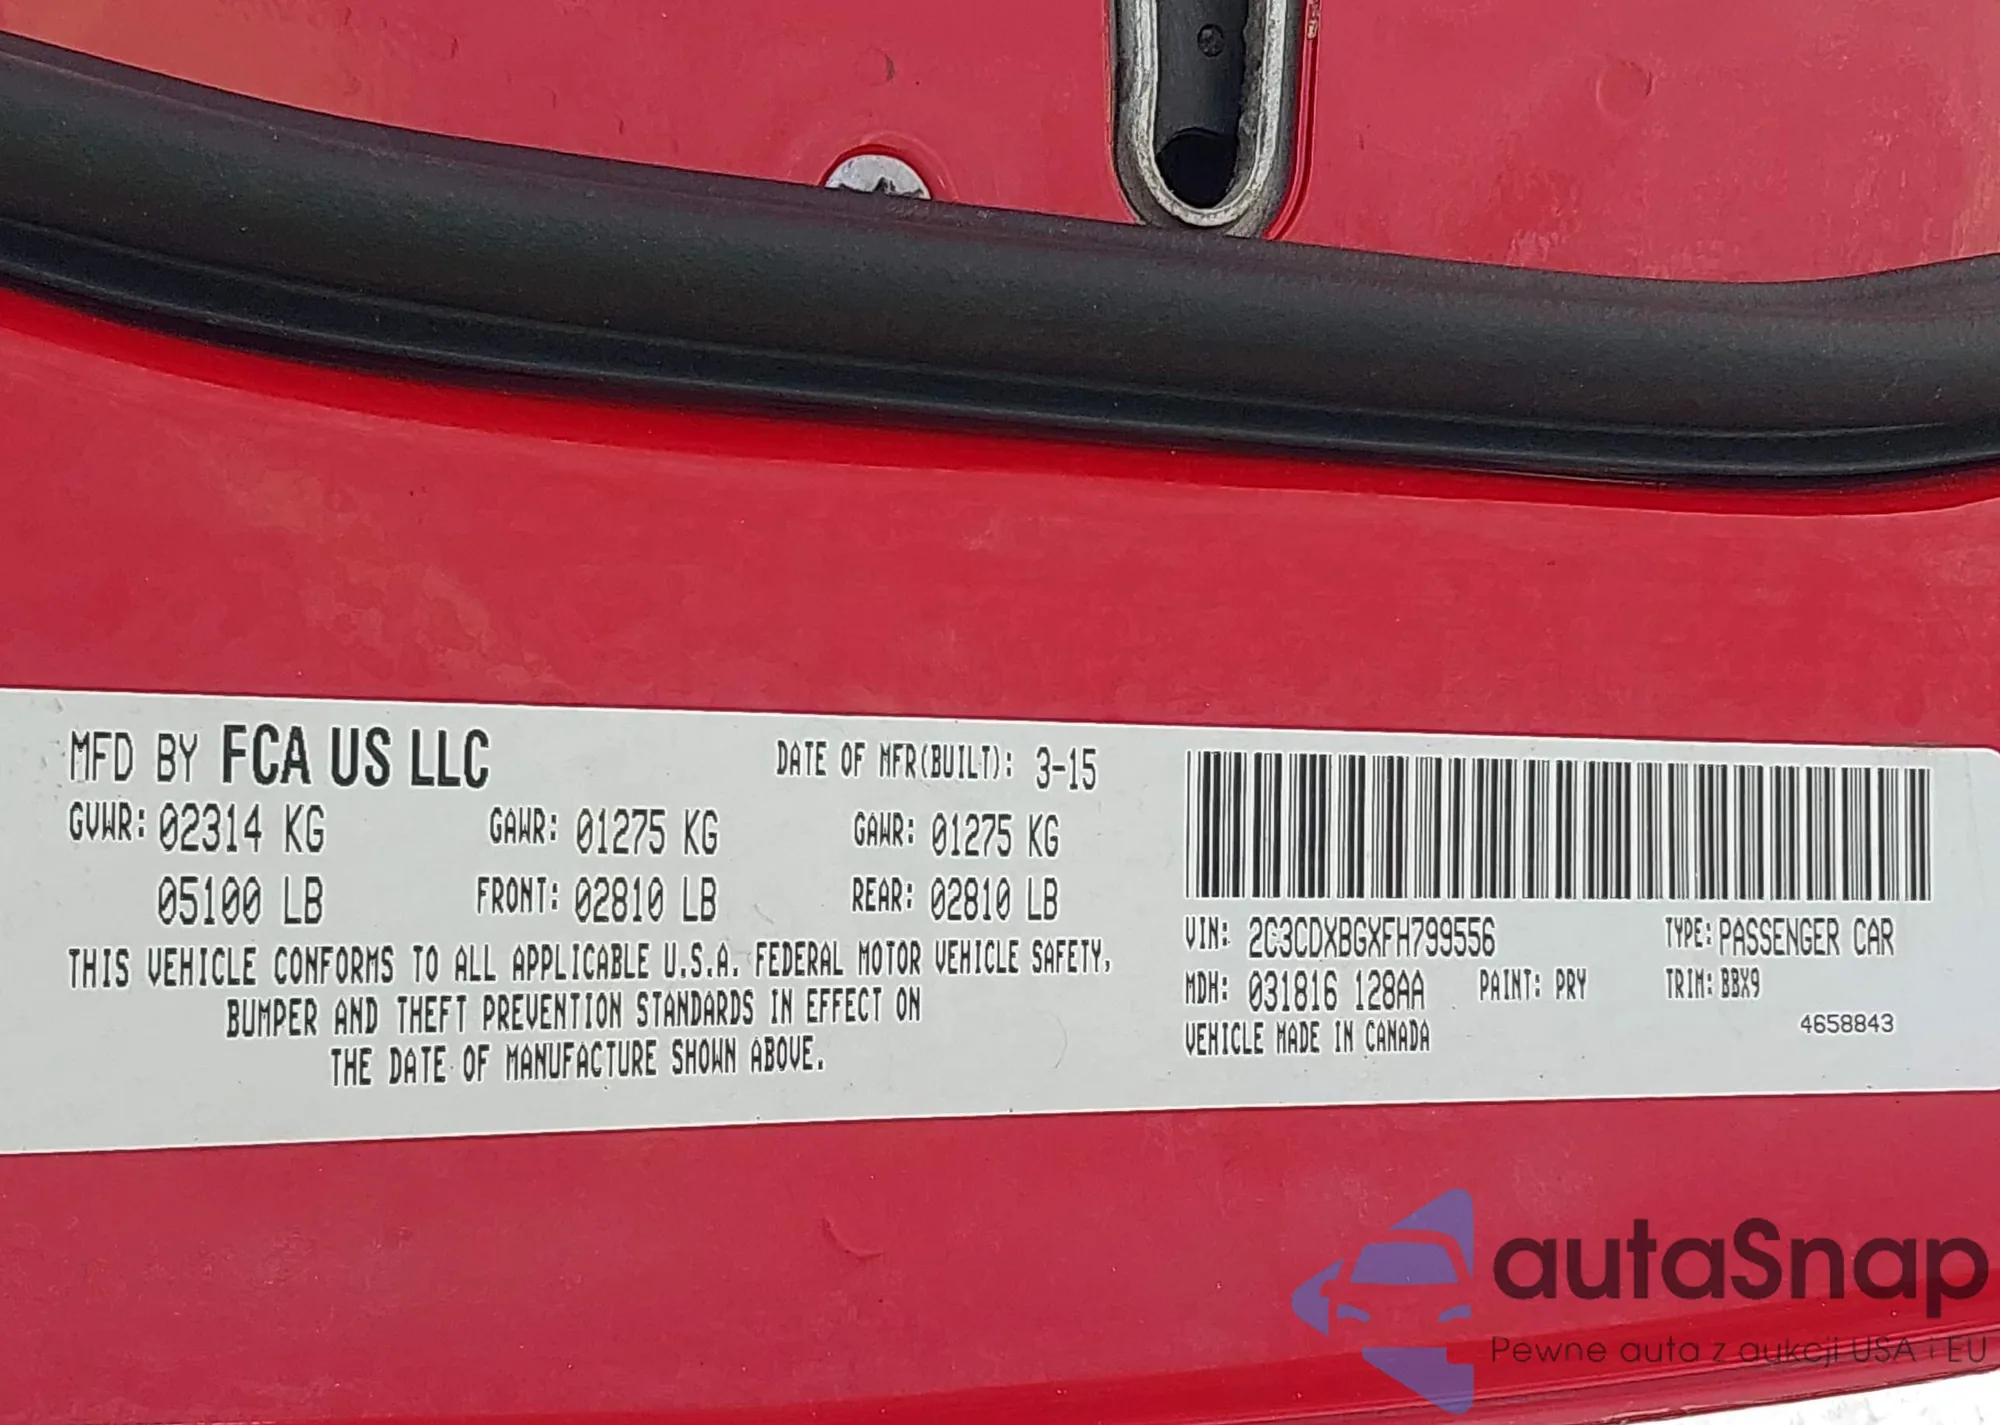 MFD BY FCA US LLC
DATE OF MFR(BUILT): 3-15
GVWR: 02314 KG GAWR: 01275 KG GAWR: 01275 KG
05100 LB FRONT: 02810 LB REAR: 02810 LB
THIS VEHICLE CONFORMS TO ALL APPLICABLE U.S.A. FEDERAL MOTOR VEHICLE SAFETY,
BUMPER AND THEFT PREVENTION STANDARDS IN EFFECT ON
THE DATE OF MANUFACTURE SHOWN ABOVE.
VIN: 2C3CDXBGXFH799556 TYPE: PASSENGER CAR
MDH: 031816 128AA PAINT: PRY TRIM: BBX9
VEHICLE MADE IN CANADA
4658843
autaSnap
Pewne auta z aukcji USA i EU